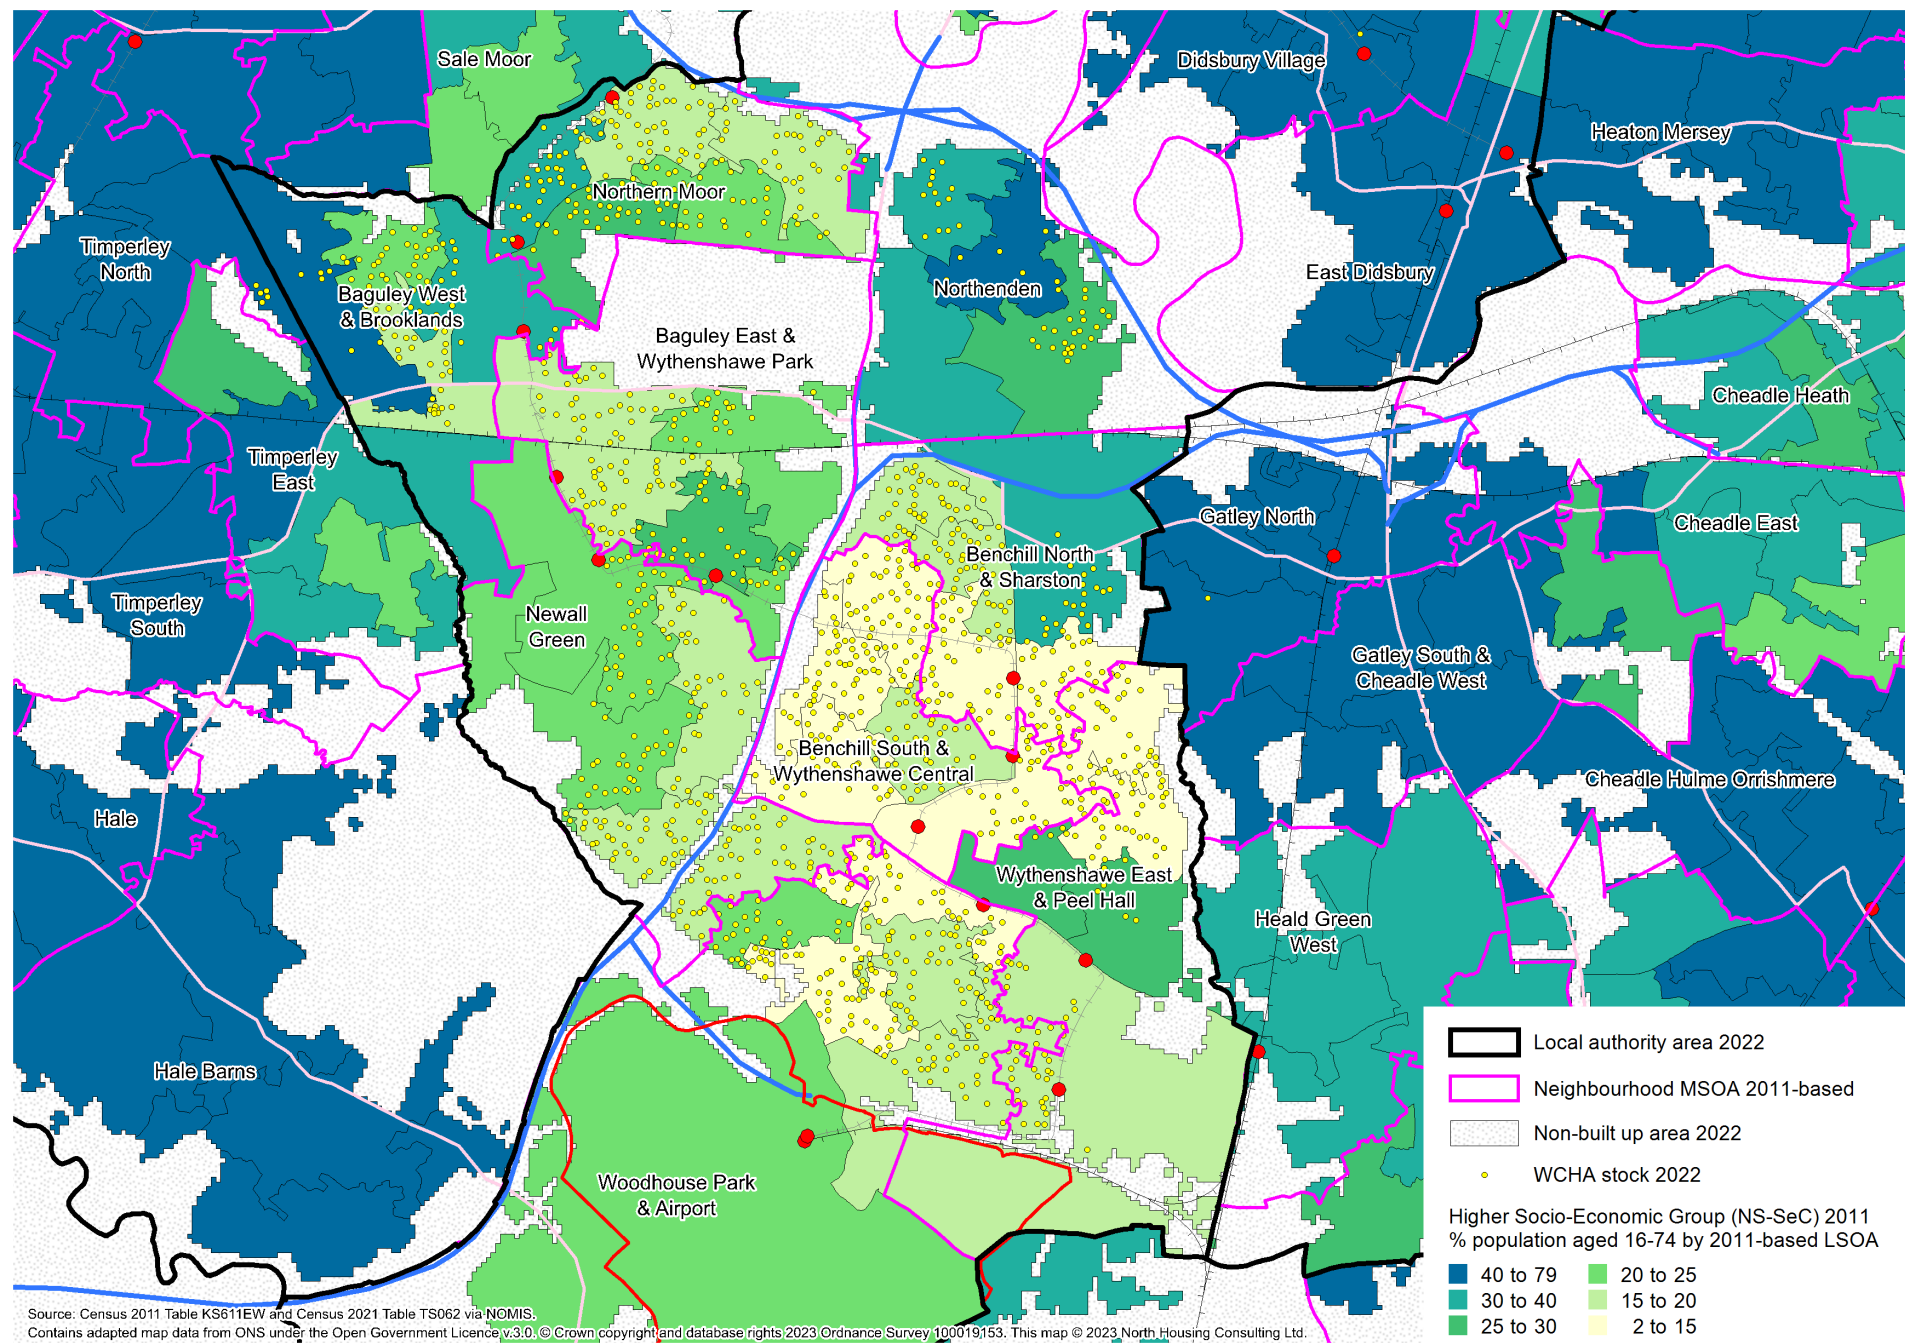 Sale Moor
Didsbury Village
Heaton Mersey
Northern Moor
Timperley
North
East Didsbury
Northenden
Baguley West
& Brooklands
Baguley East &
Wythenshawe Park
Cheadle Heath
Timperley
East
Gatley North
Cheadle East
Benchill North
& Sharston
Timperley
South
Newall
Green
Gatley South &
Cheadle West
Benchill South &
Wythenshawe Central
Cheadle Hulme Orrishmere
Hale
Wythenshawe East
& Peel Hall
Heald Green
West
Hale Barns
Woodhouse Park
& Airport
Local authority area 2022
Neighbourhood MSOA 2011-based
Non-built up area 2022
WCHA stock 2022
Higher Socio-Economic Group (NS-SeC) 2011
% population aged 16-74 by 2011-based LSOA
40 to 79
20 to 25
30 to 40
15 to 20
25 to 30
2 to 15
Source: Census 2011 Table KS611EW and Census 2021 Table TS062 via NOMIS.
Contains adapted map data from ONS under the Open Government Licence v.3.0. © Crown copyright and database rights 2023 Ordnance Survey 100019153. This map © 2023 North Housing Consulting Ltd.